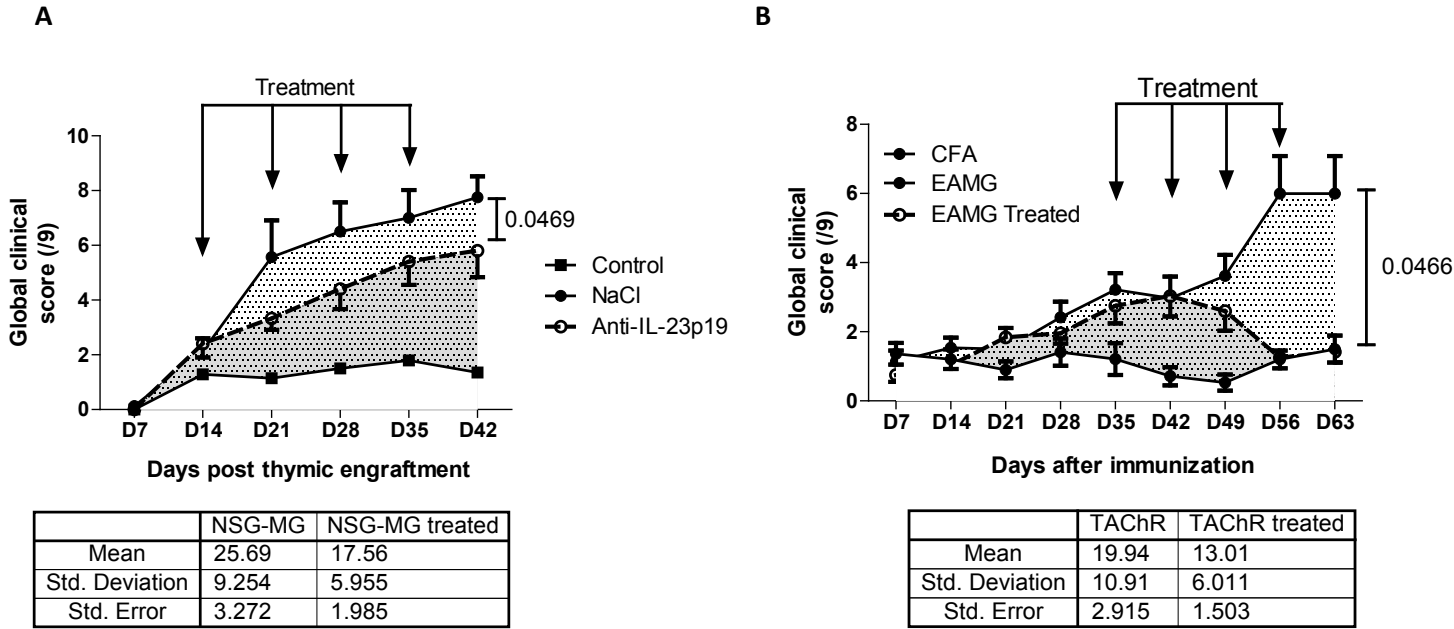 A
Treatment
10
8
6
4
2
0
Global clinical
score (/9)
0.0469
Control
NaCl
Anti-IL-23p19
D7 D14 D21 D28 D35 D42
Days post thymic engraftment
NSG-MG NSG-MG treated
Mean 25.69 17.56
Std. Deviation 9.254 5.955
Std. Error 3.272 1.985
B
Treatment
8
6
4
2
0
Global clinical
score (/9)
CFA
EAMG
EAMG Treated
0.0466
D7 D14 D21 D28 D35 D42 D49 D56 D63
Days after immunization
TAChR TAChR treated
Mean 19.94 13.01
Std. Deviation 10.91 6.011
Std. Error 2.915 1.503